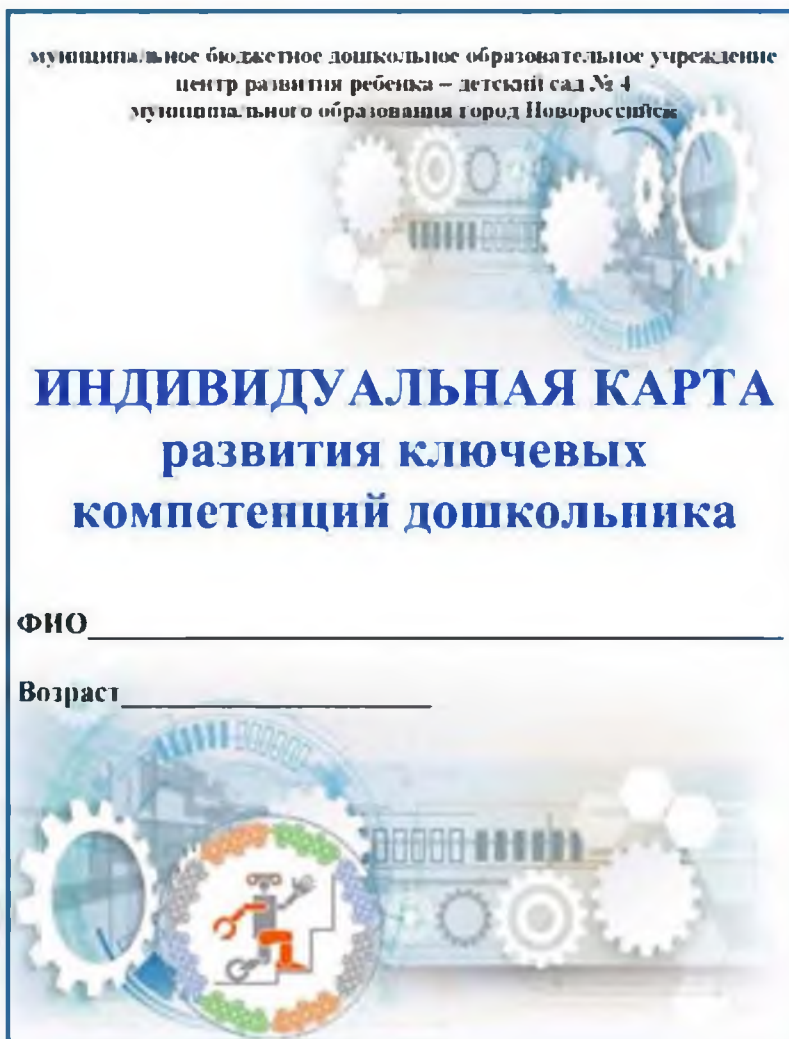 муниципальное бюджетное дошкольное образовательное учреждение
центр развития ребенка – детский сад № 4
муниципального образования город Новороссийск
ИНДИВИДУАЛЬНАЯ КАРТА
развития ключевых
компетенций дошкольника
ФИО
Возраст